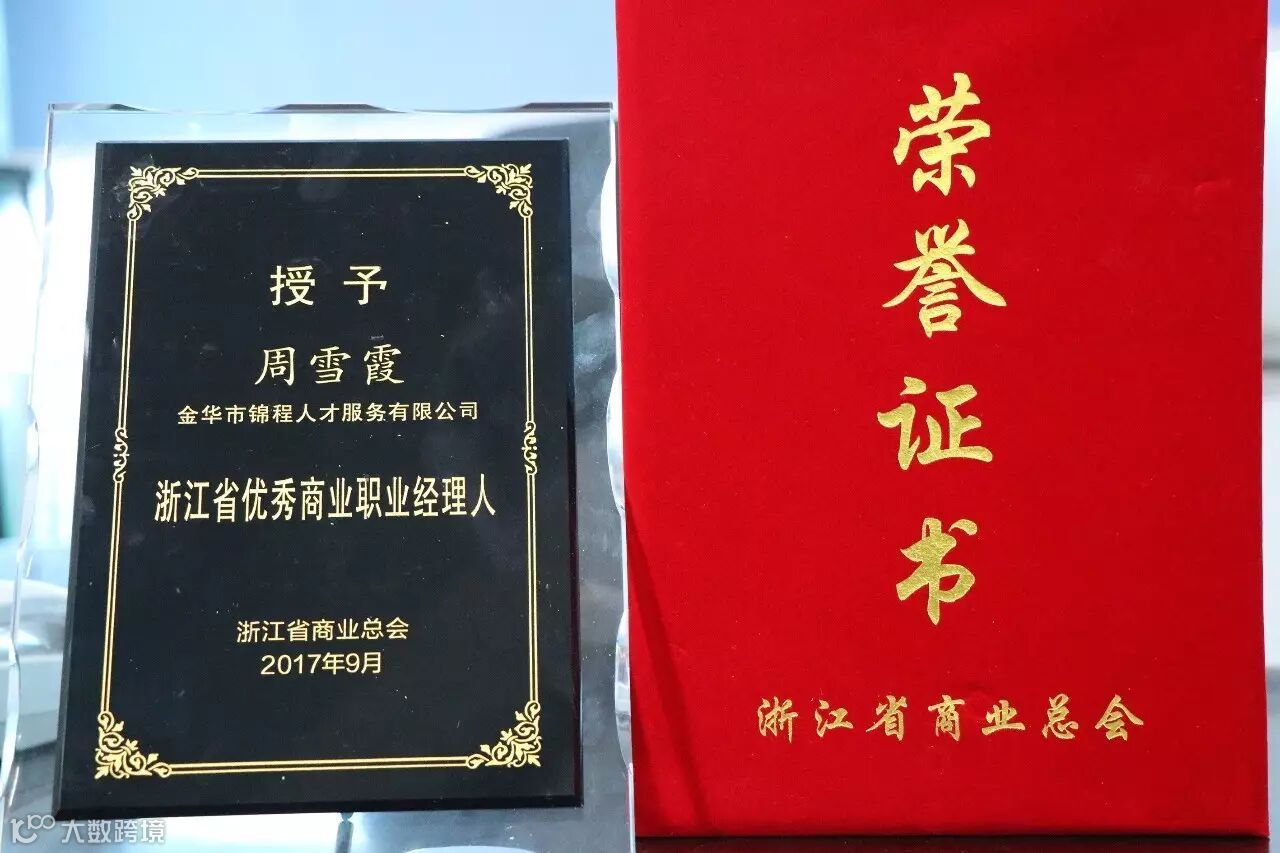 授予
周雪霞
金华市锦程人才服务有限公司
浙江省优秀商业职业经理人
浙江省商业总会
2017年9月
荣誉证书
浙江省商业总会
大数跨境